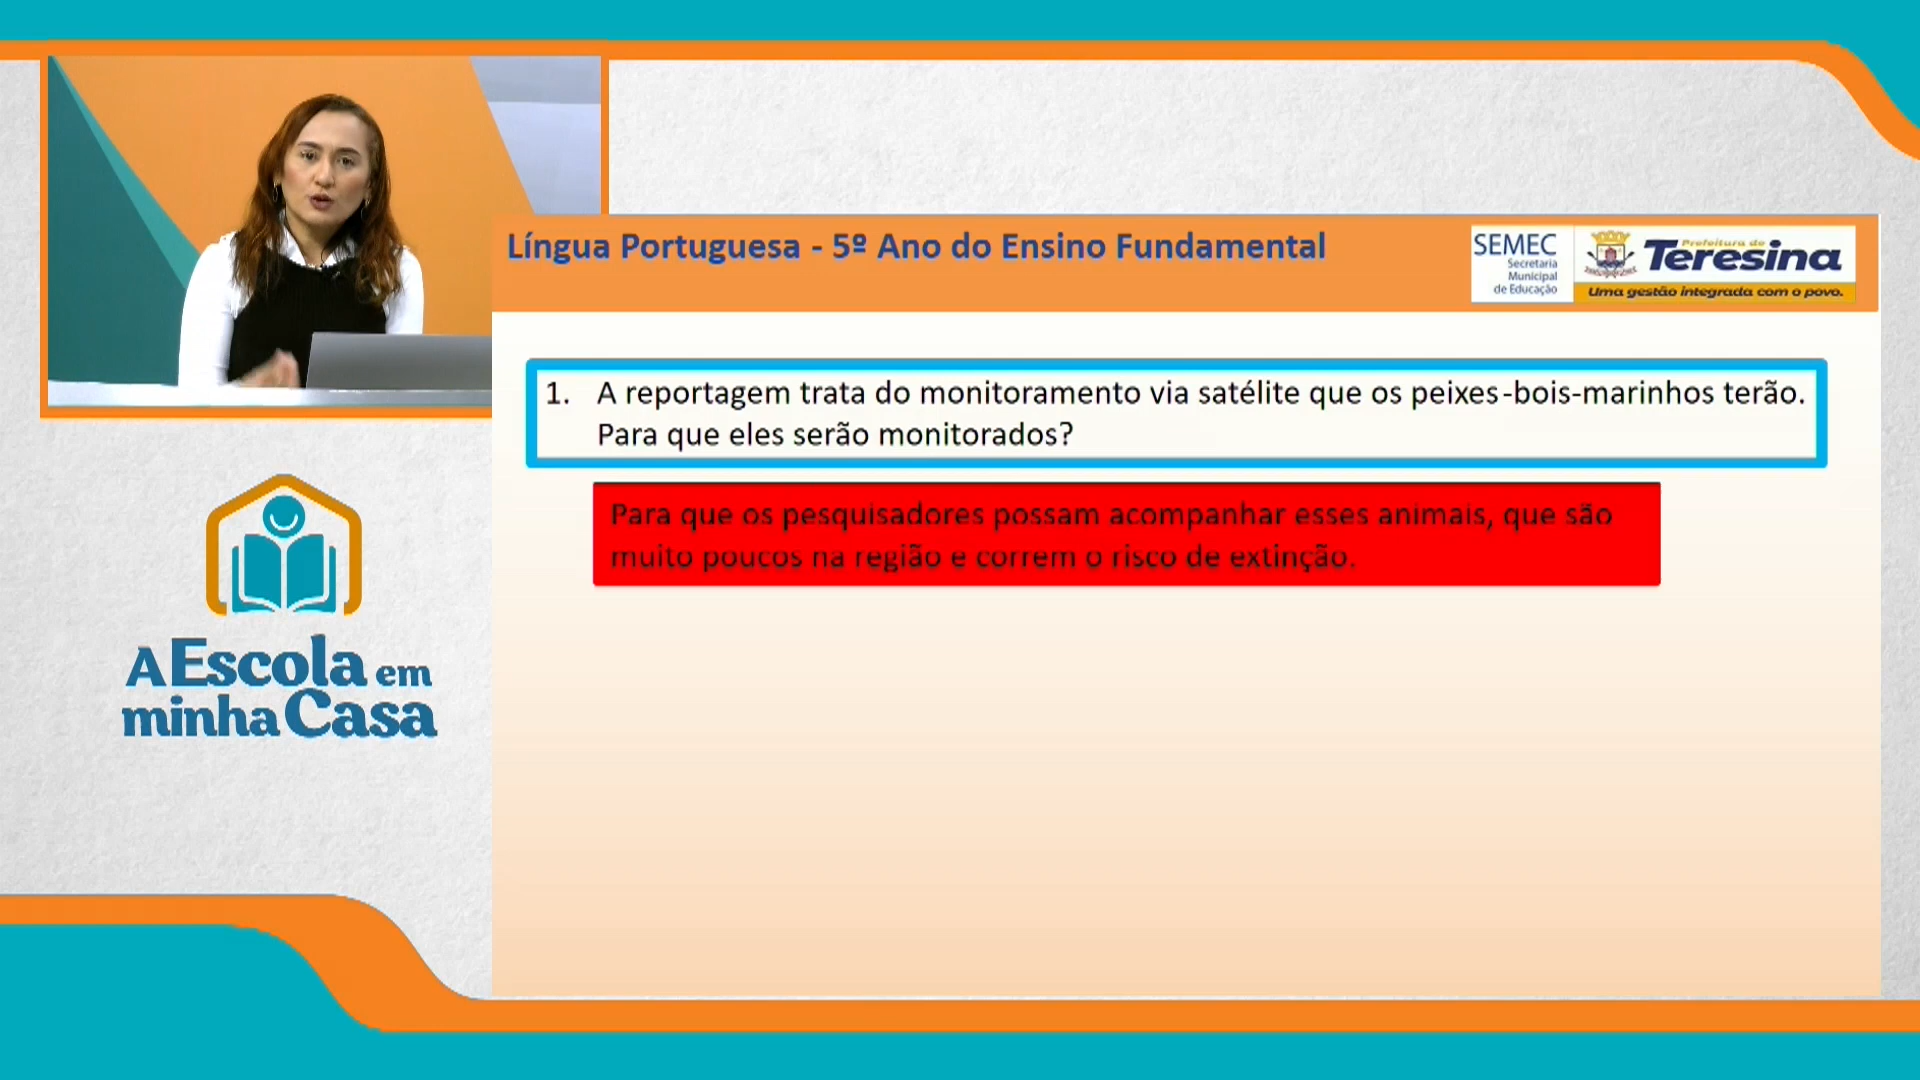 Língua Portuguesa - 5º Ano do Ensino Fundamental
SEMEC
Secretaria
Municipal
de Educação
Prefeitura de
Teresina
Uma gestão integrada com o povo.
1. A reportagem trata do monitoramento via satélite que os peixes-bois-marinhos terão.
Para que eles serão monitorados?
Para que os pesquisadores possam acompanhar esses animais, que são
muito poucos na região e correm o risco de extinção.
A Escola em
minha Casa